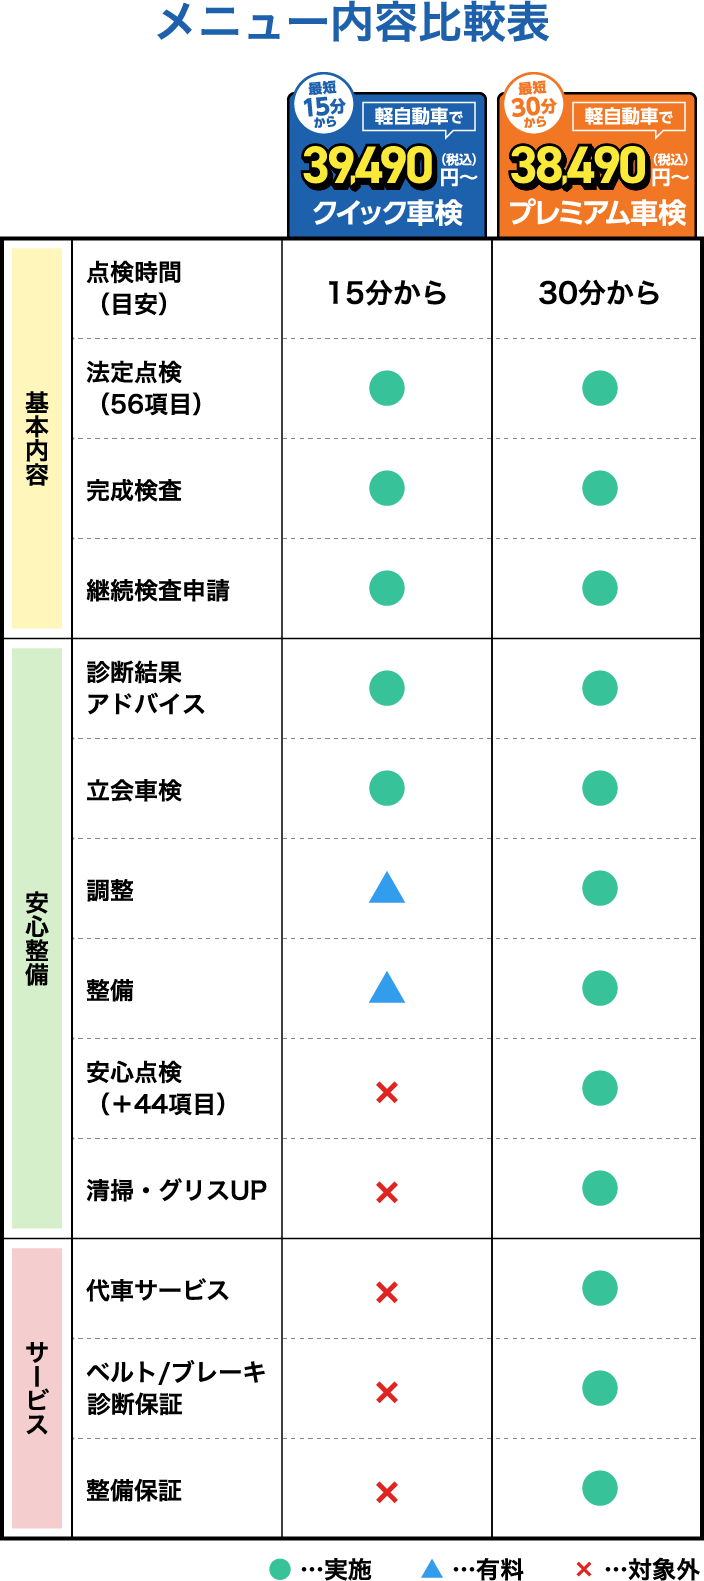 メニュー内容比較表
最短
15分
から
軽自動車で
39,490
(税込)
円〜
クイック車検
最短
30分
から
軽自動車で
38,490
(税込)
円〜
プレミアム車検
基本内容
点検時間
(目安)
15分から
30分から
法定点検
(56項目)
完成検査
継続検査申請
安心整備
診断結果
アドバイス
立会車検
調整
整備
安心点検
(+44項目)
清掃・グリスUP
サービス
代車サービス
ベルト/ブレーキ
診断保証
整備保証
●…実施
▲…有料
×…対象外